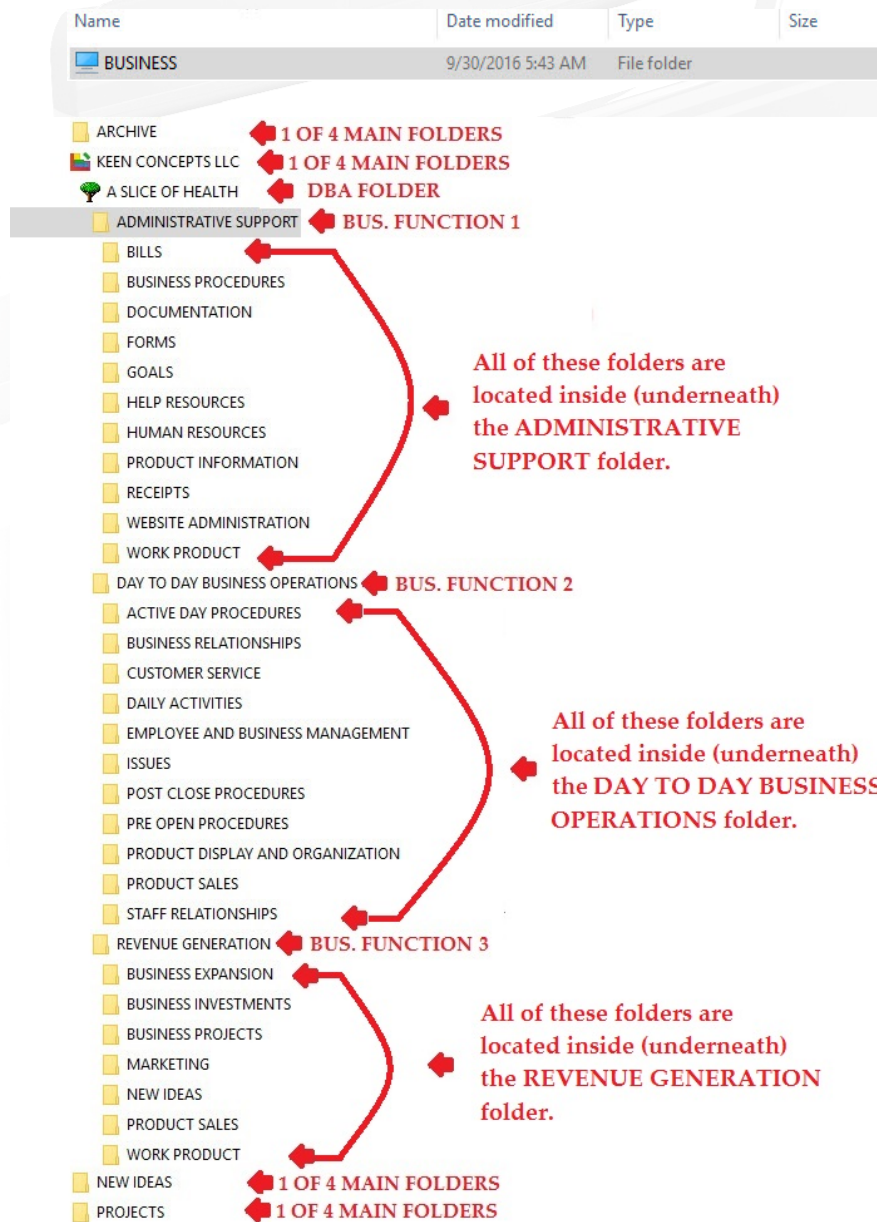 Name Date modified Type Size
BUSINESS 9/30/2016 5:43 AM File folder
ARCHIVE 1 OF 4 MAIN FOLDERS
KEEN CONCEPTS LLC 1 OF 4 MAIN FOLDERS
A SLICE OF HEALTH DBA FOLDER
ADMINISTRATIVE SUPPORT BUS. FUNCTION 1
BILLS
BUSINESS PROCEDURES
DOCUMENTATION
FORMS
GOALS
HELP RESOURCES
HUMAN RESOURCES
PRODUCT INFORMATION
RECEIPTS
WEBSITE ADMINISTRATION
WORK PRODUCT
All of these folders are
located inside (underneath)
the ADMINISTRATIVE
SUPPORT folder.
DAY TO DAY BUSINESS OPERATIONS BUS. FUNCTION 2
ACTIVE DAY PROCEDURES
BUSINESS RELATIONSHIPS
CUSTOMER SERVICE
DAILY ACTIVITIES
EMPLOYEE AND BUSINESS MANAGEMENT
ISSUES
POST CLOSE PROCEDURES
PRE OPEN PROCEDURES
PRODUCT DISPLAY AND ORGANIZATION
PRODUCT SALES
STAFF RELATIONSHIPS
All of these folders are
located inside (underneath)
the DAY TO DAY BUSINESS
OPERATIONS folder.
REVENUE GENERATION BUS. FUNCTION 3
BUSINESS EXPANSION
BUSINESS INVESTMENTS
BUSINESS PROJECTS
MARKETING
NEW IDEAS
PRODUCT SALES
WORK PRODUCT
All of these folders are
located inside (underneath)
the REVENUE GENERATION
folder.
NEW IDEAS 1 OF 4 MAIN FOLDERS
PROJECTS 1 OF 4 MAIN FOLDERS